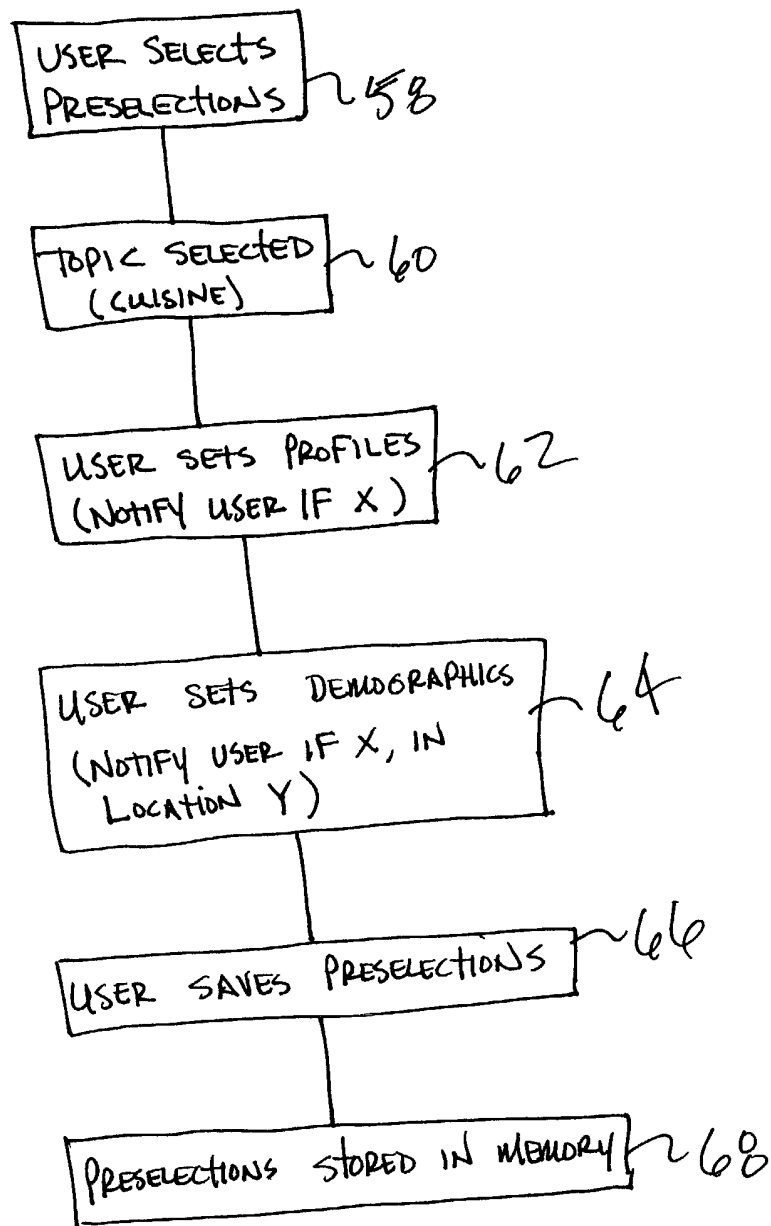 USER SELECTS
PRESELECTIONS
58
TOPIC SELECTED
(CUISINE)
60
USER SETS PROFILES
(NOTIFY USER IF X)
62
USER SETS DEMOGRAPHICS
(NOTIFY USER IF X, IN
LOCATION Y)
64
USER SAVES PRESELECTIONS
66
PRESELECTIONS STORED IN MEMORY
68